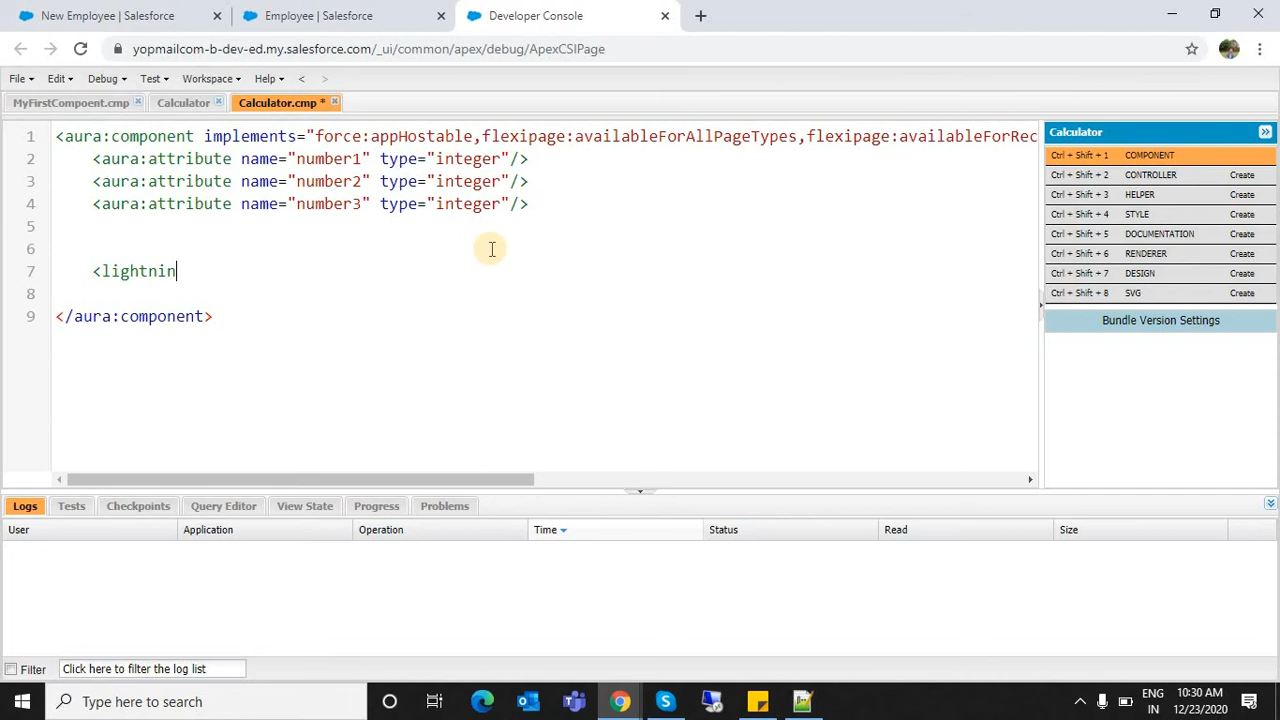 New Employee | Salesforce
Employee | Salesforce
Developer Console
yopmailcom-b-dev-ed.my.salesforce.com/_ui/common/apex/debug/ApexCSIPage
File Edit Debug Test Workspace Help < >
MyFirstCompoent.cmp Calculator Calculator.cmp *
1 <aura:component implements="force:appHostable,flexipage:availableForAllPageTypes,flexipage:availableForRec
2 <aura:attribute name="number1" type="integer"/>
3 <aura:attribute name="number2" type="integer"/>
4 <aura:attribute name="number3" type="integer"/>
5
6
7 <lightnin
8
9 </aura:component>
Calculator
Ctrl + Shift + 1 COMPONENT
Ctrl + Shift + 2 CONTROLLER Create
Ctrl + Shift + 3 HELPER Create
Ctrl + Shift + 4 STYLE Create
Ctrl + Shift + 5 DOCUMENTATION Create
Ctrl + Shift + 6 RENDERER Create
Ctrl + Shift + 7 DESIGN Create
Ctrl + Shift + 8 SVG Create
Bundle Version Settings
Logs Tests Checkpoints Query Editor View State Progress Problems
User Application Operation Time Status Read Size
Filter Click here to filter the log list
Type here to search
ENG
IN
10:30 AM
12/23/2020